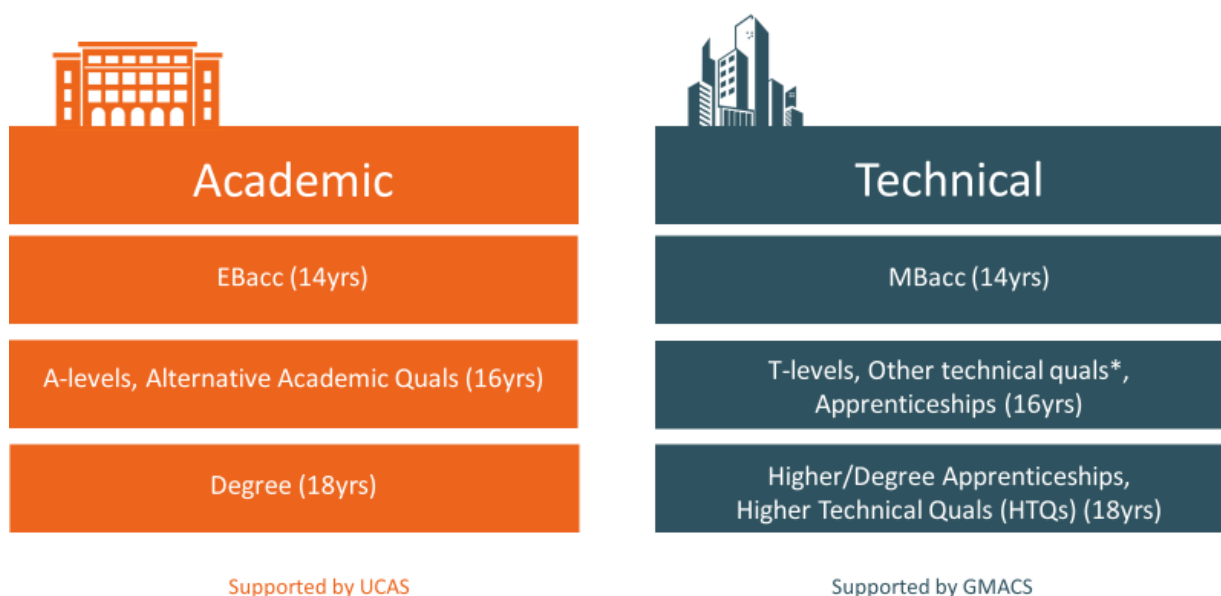 Academic
EBacc (14yrs)
A-levels, Alternative Academic Quals (16yrs)
Degree (18yrs)
Supported by UCAS
Technical
MBacc (14yrs)
T-levels, Other technical quals*,
Apprenticeships (16yrs)
Higher/Degree Apprenticeships,
Higher Technical Quals (HTQs) (18yrs)
Supported by GMACS